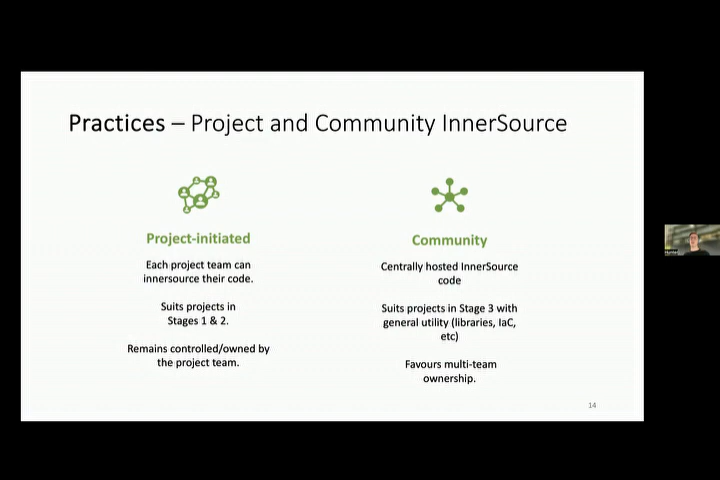 Practices – Project and Community InnerSource
Project-initiated
Each project team can
innersource their code.
Suits projects in
Stages 1 & 2.
Remains controlled/owned by
the project team.
Community
Centrally hosted InnerSource
code
Suits projects in Stage 3 with
general utility (libraries, IaC,
etc)
Favours multi-team
ownership.
14